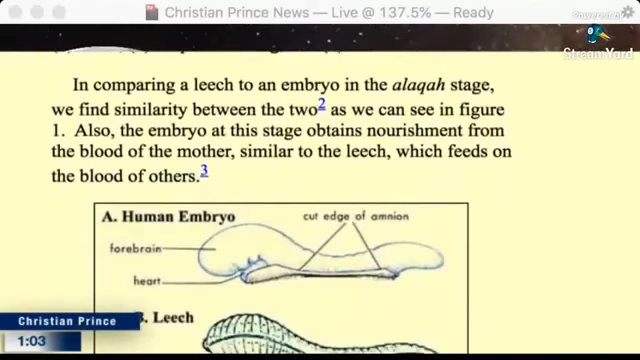 Christian Prince News — Live @ 137.5% — Ready
Powered by
StreamYard
In comparing a leech to an embryo in the alaqah stage,
we find similarity between the two2 as we can see in figure
1. Also, the embryo at this stage obtains nourishment from
the blood of the mother, similar to the leech, which feeds on
the blood of others.3
A. Human Embryo
cut edge of amnion
forebrain
heart
Christian Prince
B. Leech
1:03